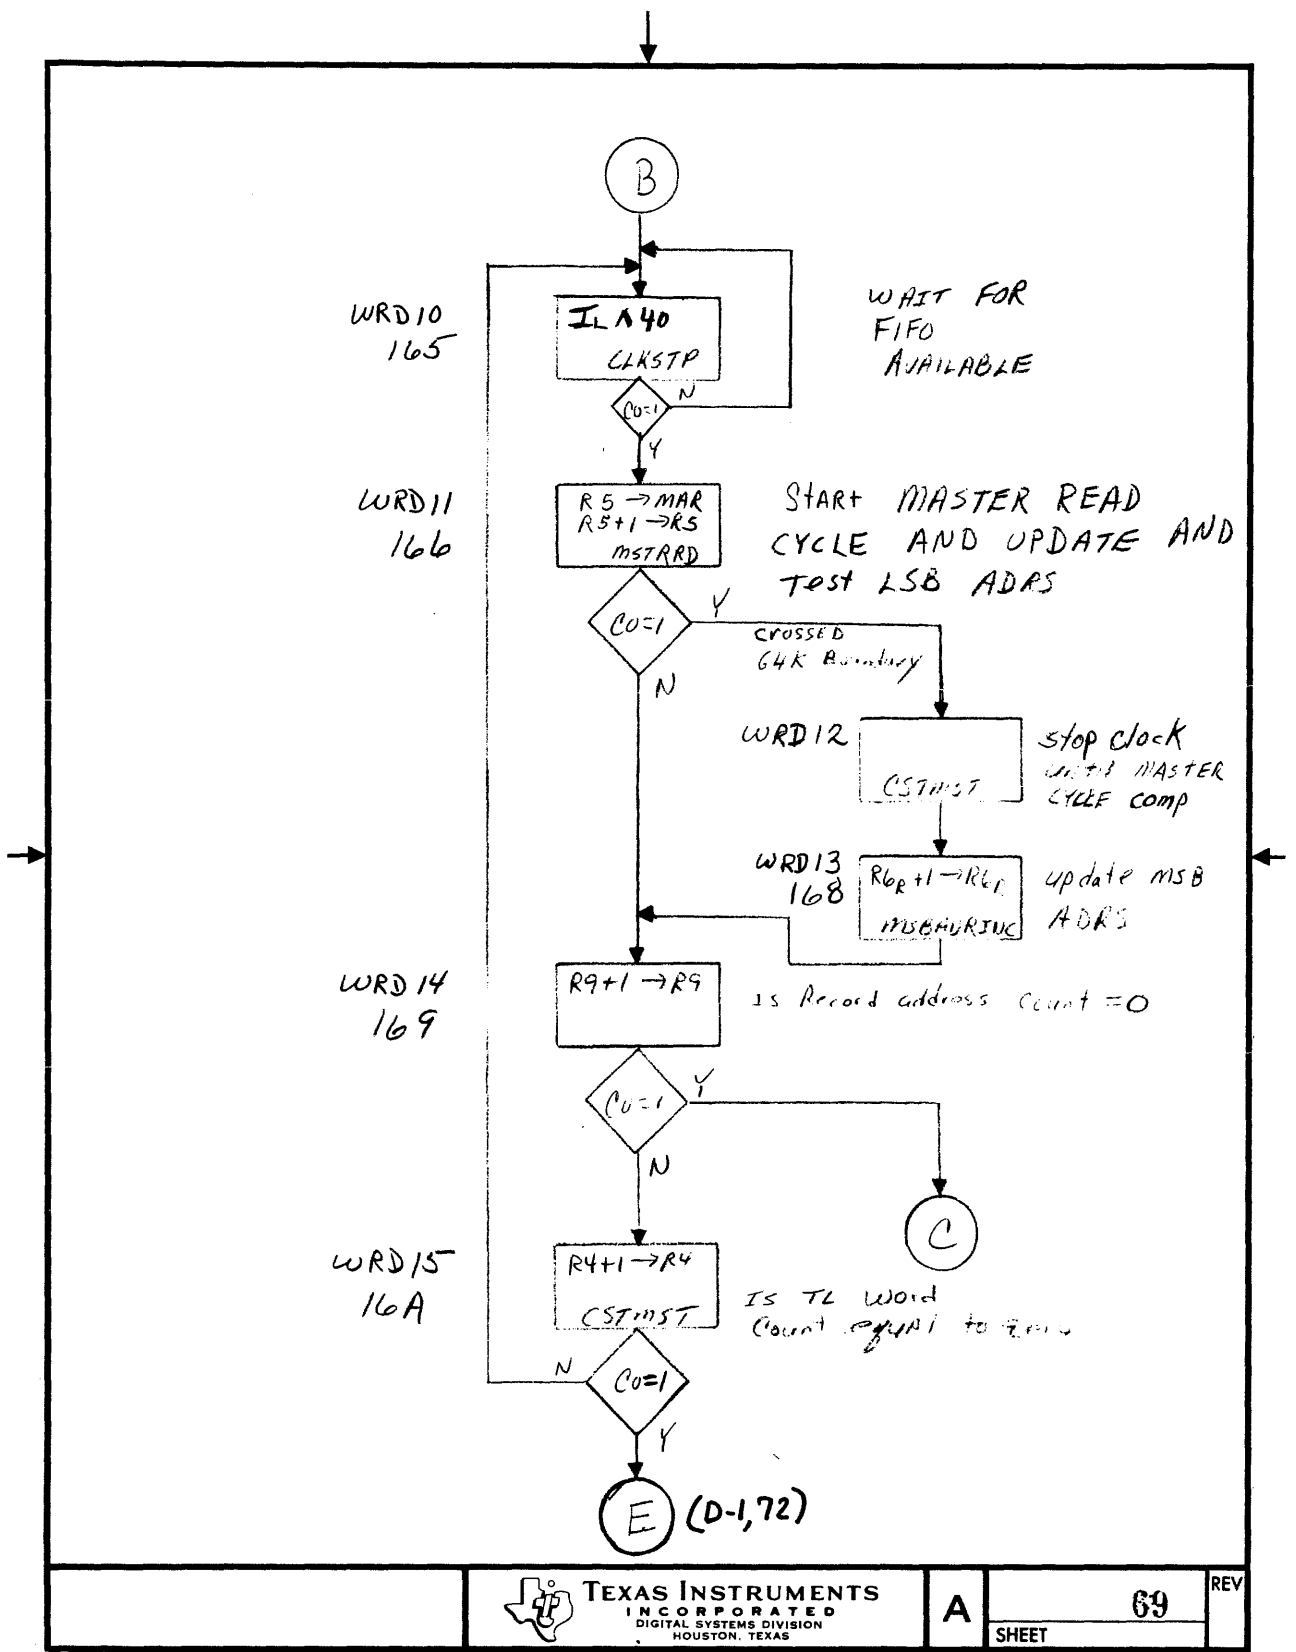 B
WRD10
165
IL ∧ 40
CLKSTP
WAIT FOR
FIFO
AVAILABLE
Co=1
N
Y
WRD11
166
R5 → MAR
R5+1 → R5
MSTRRD
START MASTER READ
CYCLE AND UPDATE AND
Test LSB ADRS
Co=1
Y
CROSSED
64K Boundary
N
WRD12
CSTMST
stop clock
until MASTER
CYCLE comp
WRD13
168
R6R+1 → R6R
MSBADRINC
update MSB
ADRS
WRD14
169
R9+1 → R9
Is Record address Count =0
Co=1
Y
N
C
WRD15
16A
R4+1 → R4
CSTMST
Is TL Word
Count equal to zero
N
Co=1
Y
E
(D-1,72)
TEXAS INSTRUMENTS
INCORPORATED
DIGITAL SYSTEMS DIVISION
HOUSTON, TEXAS
A
69
SHEET
REV